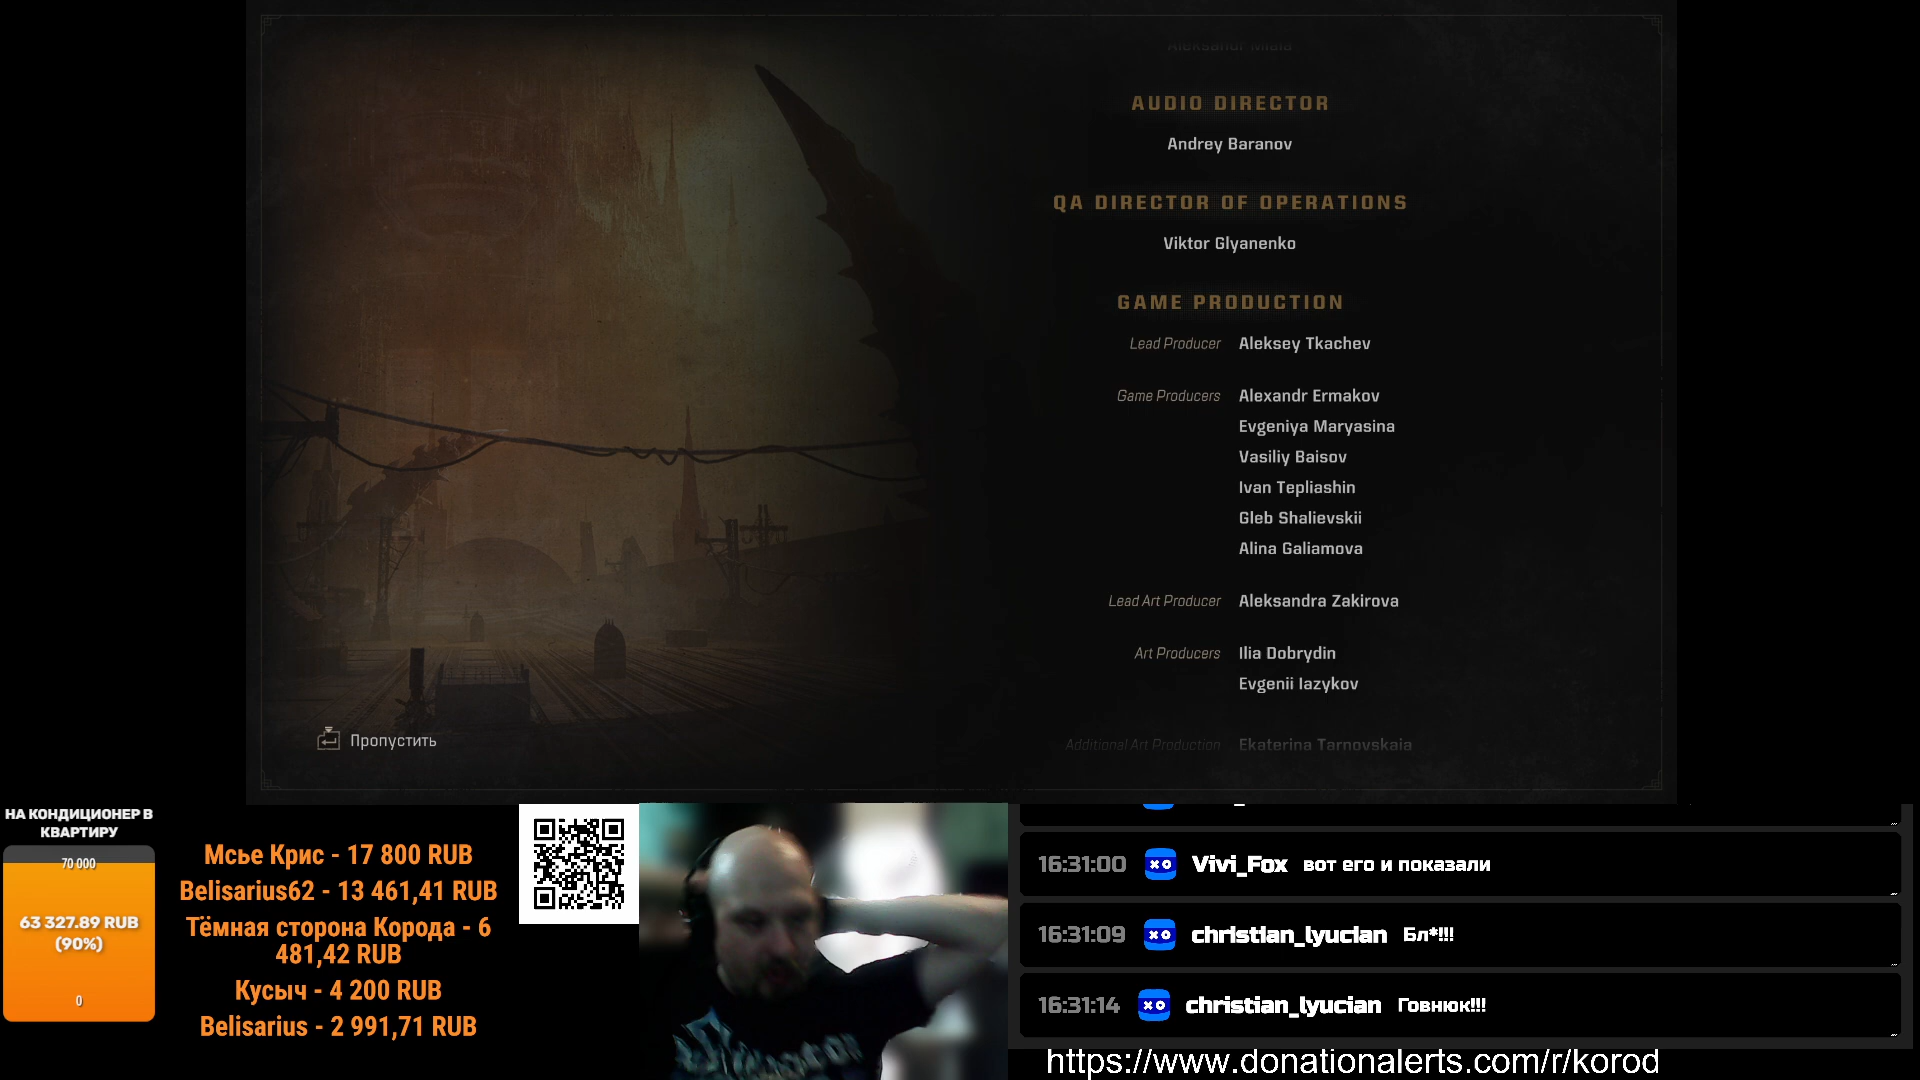 AUDIO DIRECTOR
Andrey Baranov
QA DIRECTOR OF OPERATIONS
Viktor Glyanenko
GAME PRODUCTION
Lead Producer Aleksey Tkachev
Game Producers Alexandr Ermakov
Evgeniya Maryasina
Vasiliy Baisov
Ivan Tepliashin
Gleb Shalievskii
Alina Galiamova
Lead Art Producer Aleksandra Zakirova
Art Producers Ilia Dobrydin
Evgenii Iazykov
Additional Art Production Ekaterina Tarnovskaia
Пропустить
НА КОНДИЦИОНЕР В
КВАРТИРУ
70 000
63 327.89 RUB
(90%)
0
Мсье Крис - 17 800 RUB
Belisarius62 - 13 461,41 RUB
Тёмная сторона Корода - 6
481,42 RUB
Кусыч - 4 200 RUB
Belisarius - 2 991,71 RUB
16:31:00 Vivi_Fox вот его и показали
16:31:09 christian_lyucian Бл*!!!
16:31:14 christian_lyucian Говнюк!!!
https://www.donationalerts.com/r/korod